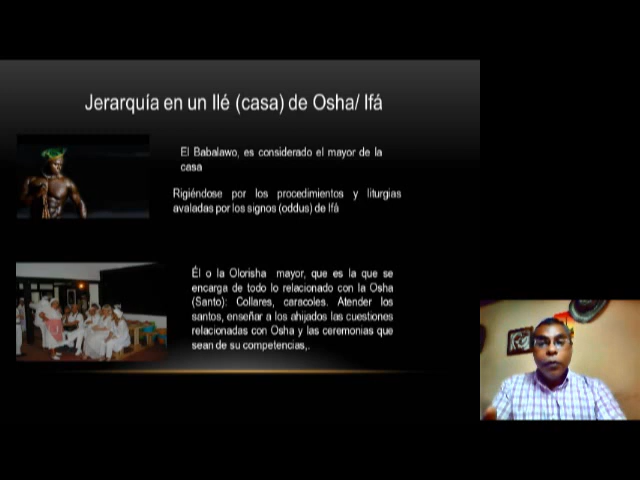 Jerarquía en un Ilé (casa) de Osha/ Ifá
El Babalawo, es considerado el mayor de la
casa
Rigiéndose por los procedimientos y liturgias
avaladas por los signos (oddus) de Ifá
Él o la Olorisha mayor, que es la que se
encarga de todo lo relacionado con la Osha
(Santo): Collares, caracoles. Atender los
santos, enseñar a los ahijados las cuestiones
relacionadas con Osha y las ceremonias que
sean de su competencias,.